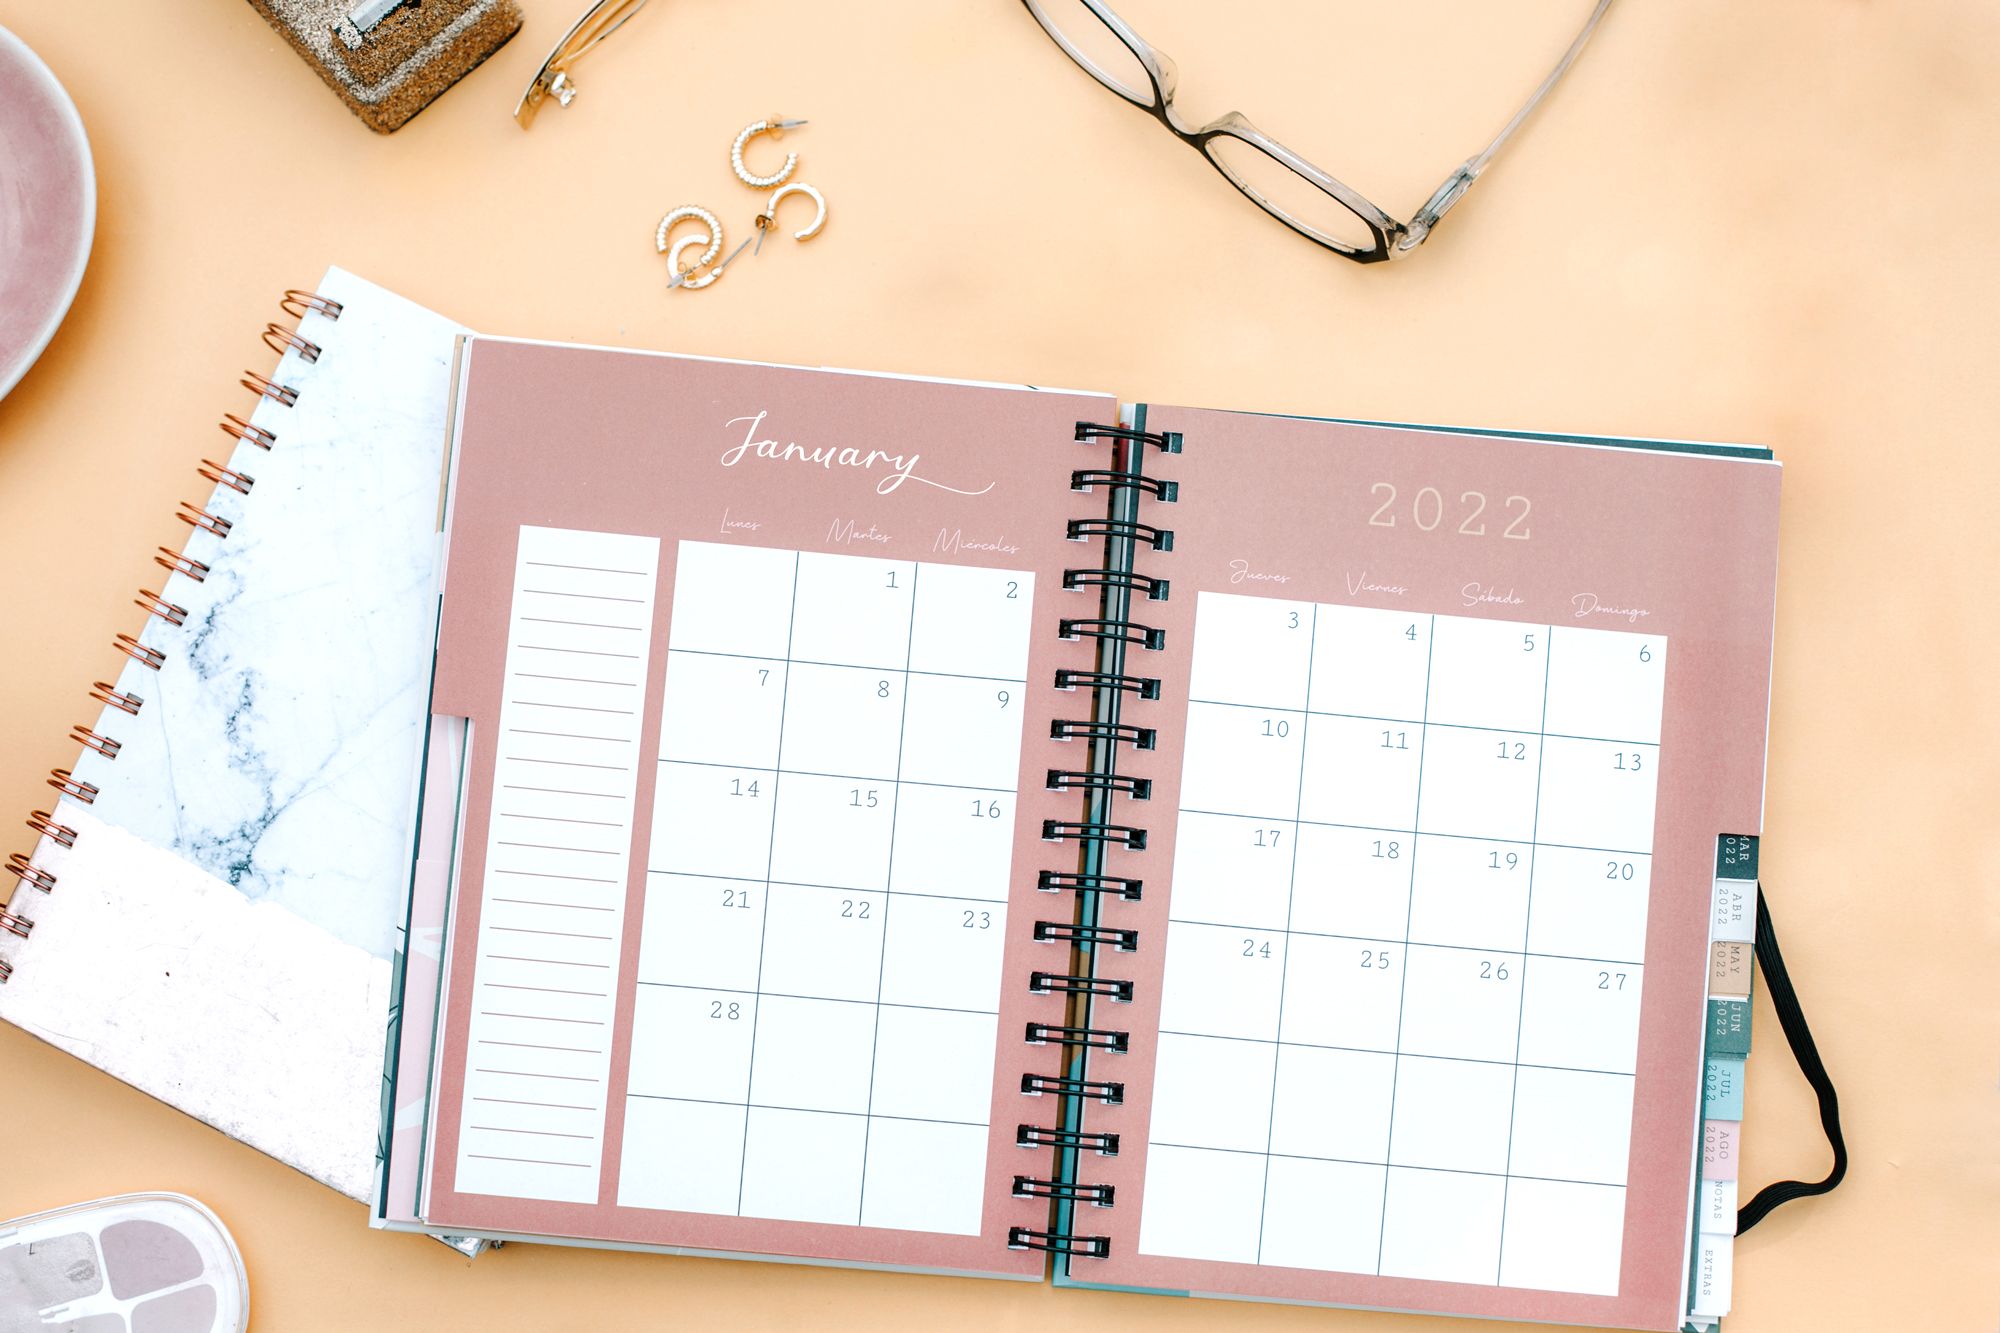 January
2022
Lunes Martes Miércoles Jueves Viernes Sábado Domingo
1 2 3 4 5 6
7 8 9 10 11 12 13
14 15 16 17 18 19 20
21 22 23 24 25 26 27
28
MAR
022
ABR
2022
MAY
2022
JUN
2022
JUL
2022
AGO
2022
NOTAS
EXTRAS